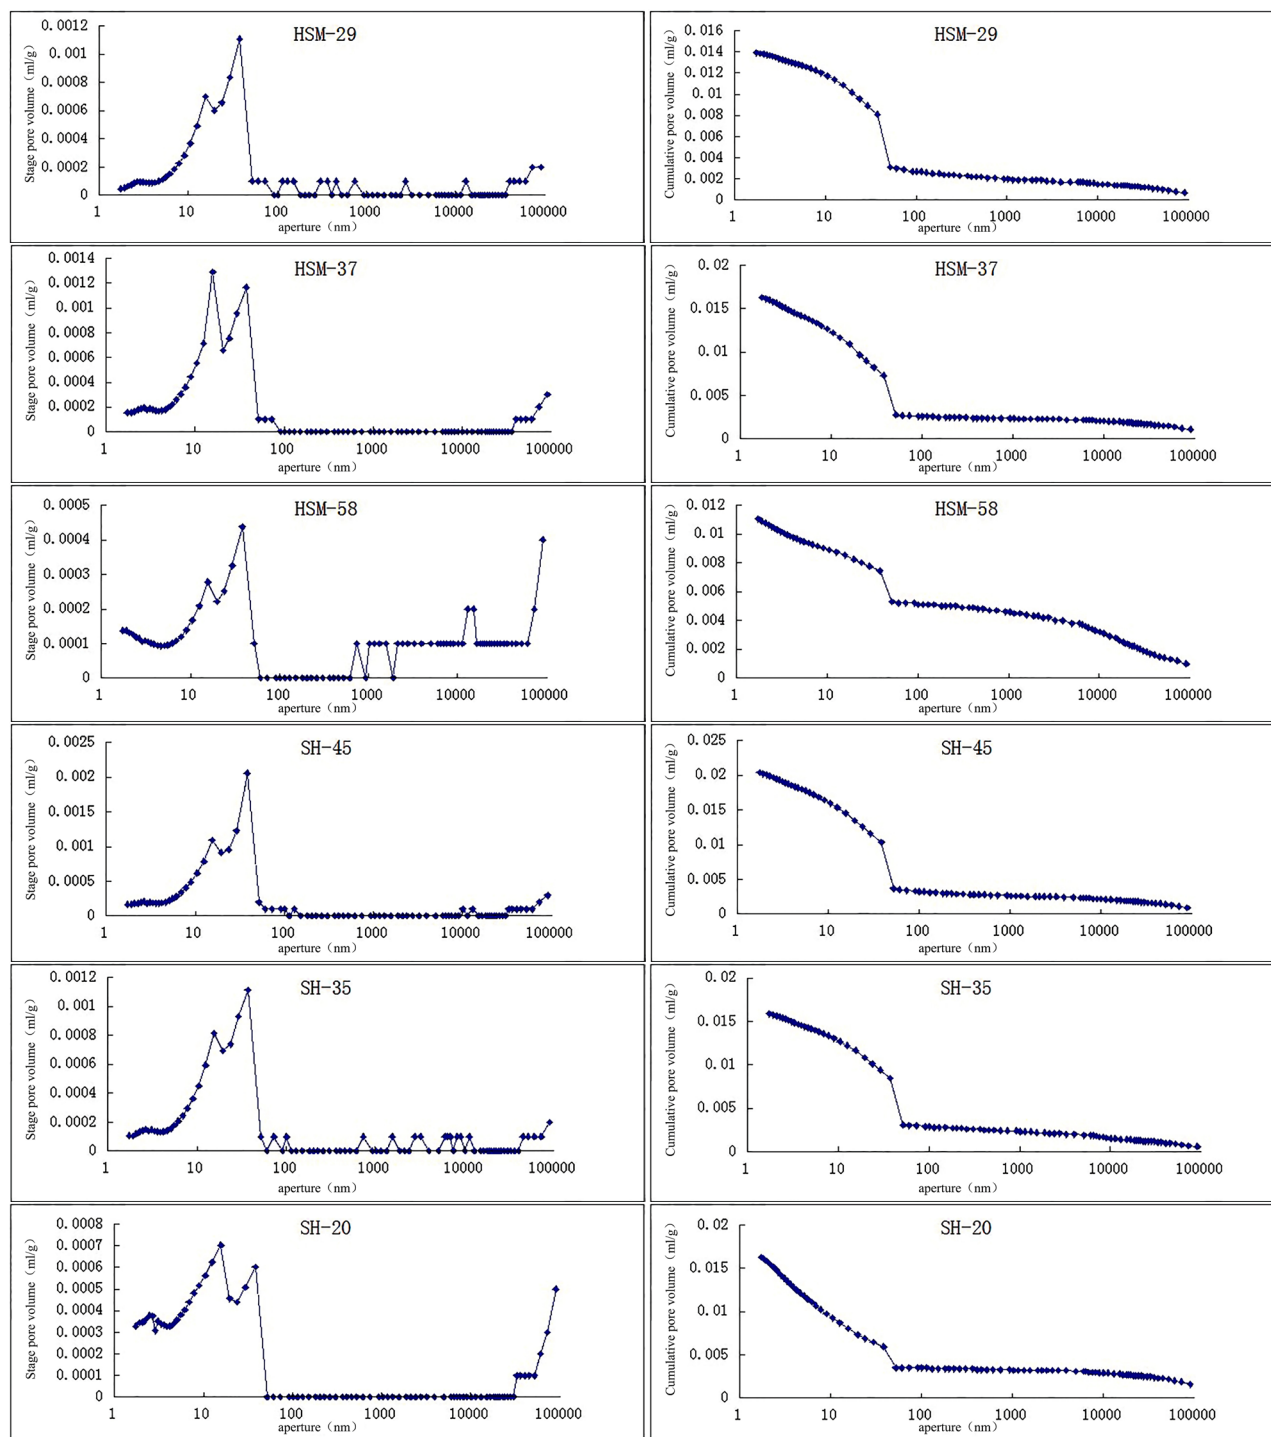 HSM-29
Stage pore volume（ml/g）
0.0012
0.001
0.0008
0.0006
0.0004
0.0002
0
1 10 100 1000 10000 100000
aperture（nm）
HSM-29
Cumulative pore volume（ml/g）
0.016
0.014
0.012
0.01
0.008
0.006
0.004
0.002
0
1 10 100 1000 10000 100000
aperture（nm）
HSM-37
Stage pore volume（ml/g）
0.0014
0.0012
0.001
0.0008
0.0006
0.0004
0.0002
0
1 10 100 1000 10000 100000
aperture（nm）
HSM-37
Cumulative pore volume（ml/g）
0.02
0.015
0.01
0.005
0
1 10 100 1000 10000 100000
aperture（nm）
HSM-58
Stage pore volume（ml/g）
0.0005
0.0004
0.0003
0.0002
0.0001
0
1 10 100 1000 10000 100000
aperture（nm）
HSM-58
Cumulative pore volume（ml/g）
0.012
0.01
0.008
0.006
0.004
0.002
0
1 10 100 1000 10000 100000
aperture（nm）
SH-45
Stage pore volume（ml/g）
0.0025
0.002
0.0015
0.001
0.0005
0
1 10 100 1000 10000 100000
aperture（nm）
SH-45
Cumulative pore volume（ml/g）
0.025
0.02
0.015
0.01
0.005
0
1 10 100 1000 10000 100000
aperture（nm）
SH-35
Stage pore volume（ml/g）
0.0012
0.001
0.0008
0.0006
0.0004
0.0002
0
1 10 100 1000 10000 100000
aperture（nm）
SH-35
Cumulative pore volume（ml/g）
0.02
0.015
0.01
0.005
0
1 10 100 1000 10000 100000
aperture（nm）
SH-20
Stage pore volume（ml/g）
0.0008
0.0007
0.0006
0.0005
0.0004
0.0003
0.0002
0.0001
0
1 10 100 1000 10000 100000
aperture（nm）
SH-20
Cumulative pore volume（ml/g）
0.02
0.015
0.01
0.005
0
1 10 100 1000 10000 100000
aperture（nm）